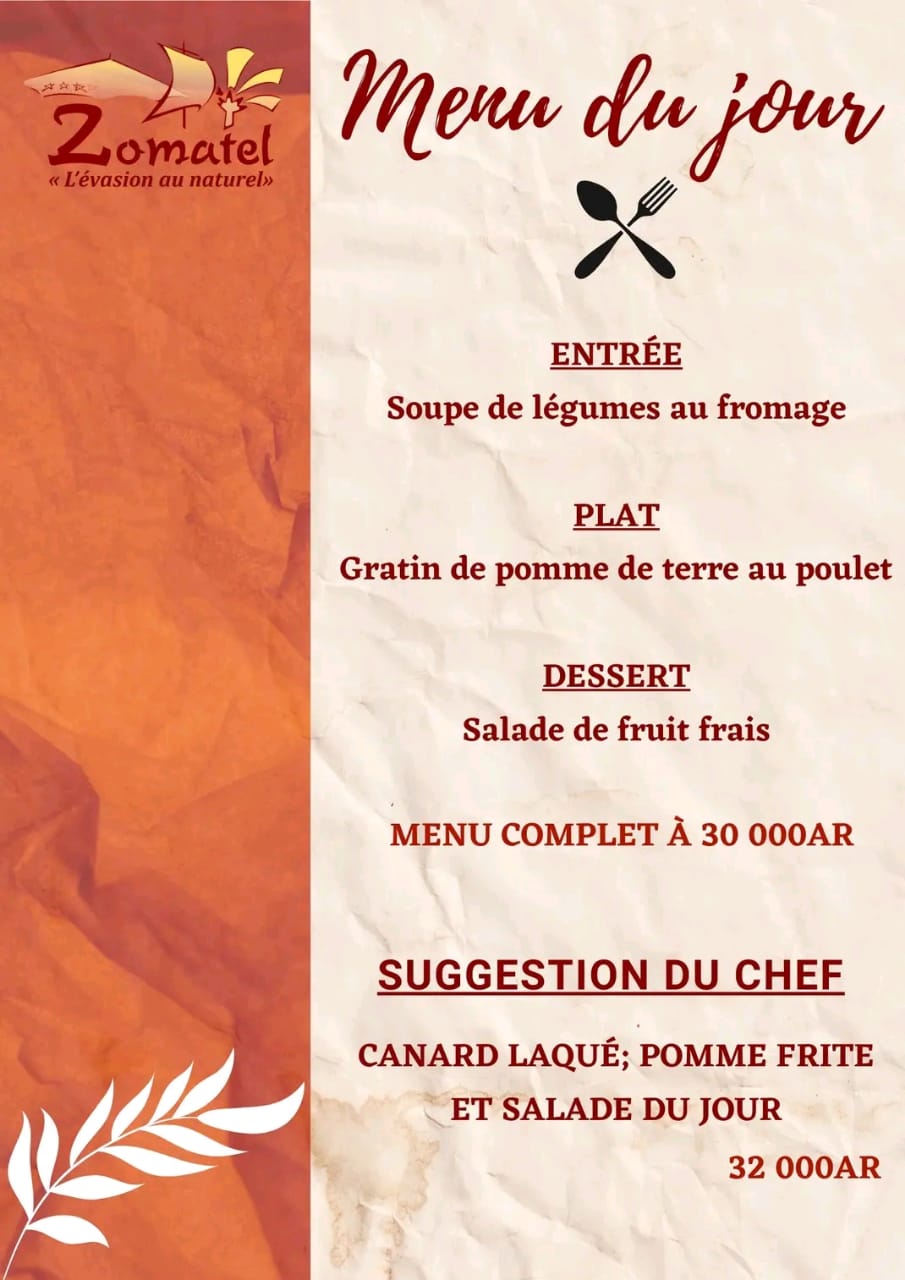 Zomatel
« L'évasion au naturel»
Menu du jour
ENTRÉE
Soupe de légumes au fromage
PLAT
Gratin de pomme de terre au poulet
DESSERT
Salade de fruit frais
MENU COMPLET À 30 000AR
SUGGESTION DU CHEF
CANARD LAQUÉ; POMME FRITE
ET SALADE DU JOUR
32 000AR